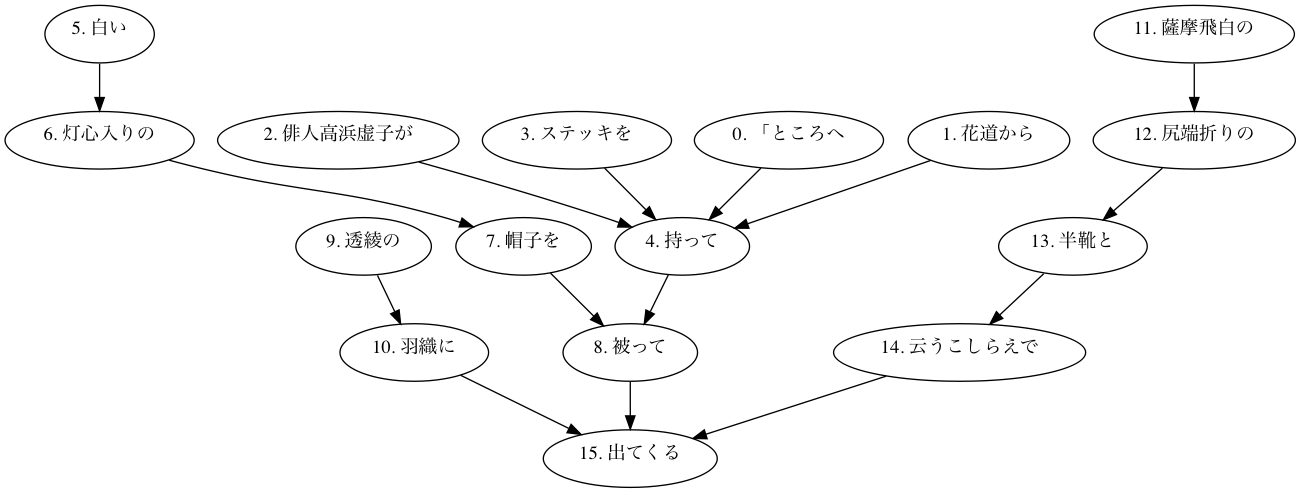 5. 白い
11. 薩摩飛白の
6. 灯心入りの
2. 俳人高浜虚子が
3. ステッキを
0. 「ところへ
1. 花道から
12. 尻端折りの
9. 透綾の
7. 帽子を
4. 持って
13. 半靴と
10. 羽織に
8. 被って
14. 云うこしらえで
15. 出てくる